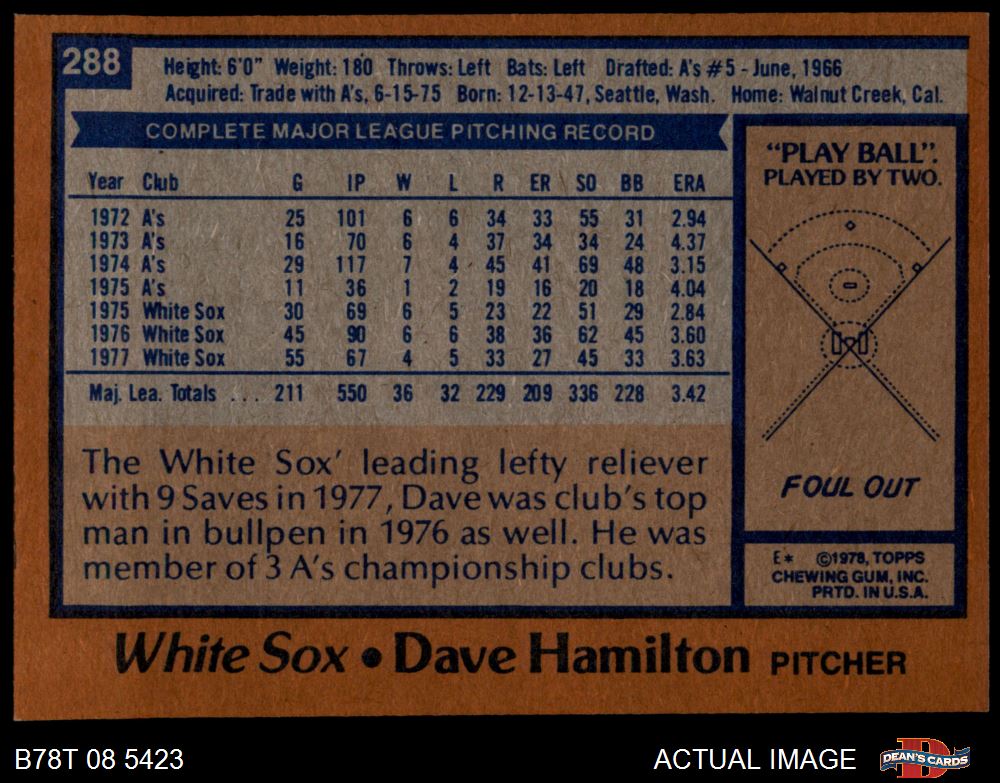 288
Height: 6'0" Weight: 180 Throws: Left Bats: Left Drafted: A's #5 - June, 1966
Acquired: Trade with A's, 6-15-75 Born: 12-13-47, Seattle, Wash. Home: Walnut Creek, Cal.
COMPLETE MAJOR LEAGUE PITCHING RECORD
Year Club G IP W L R ER SO BB ERA
1972 A's 25 101 6 6 34 33 55 31 2.94
1973 A's 16 70 6 4 37 34 34 24 4.37
1974 A's 29 117 7 4 45 41 69 48 3.15
1975 A's 11 36 1 2 19 16 20 18 4.04
1975 White Sox 30 69 6 5 23 22 51 29 2.84
1976 White Sox 45 90 6 6 38 36 62 45 3.60
1977 White Sox 55 67 4 5 33 27 45 33 3.63
Maj. Lea. Totals ... 211 550 36 32 229 209 336 228 3.42
The White Sox' leading lefty reliever
with 9 Saves in 1977, Dave was club's top
man in bullpen in 1976 as well. He was
member of 3 A's championship clubs.
"PLAY BALL".
PLAYED BY TWO.
FOUL OUT
E* ©1978, TOPPS
CHEWING GUM, INC.
PRTD. IN U.S.A.
White Sox • Dave Hamilton PITCHER
B78T 08 5423 ACTUAL IMAGE DEAN'S CARDS